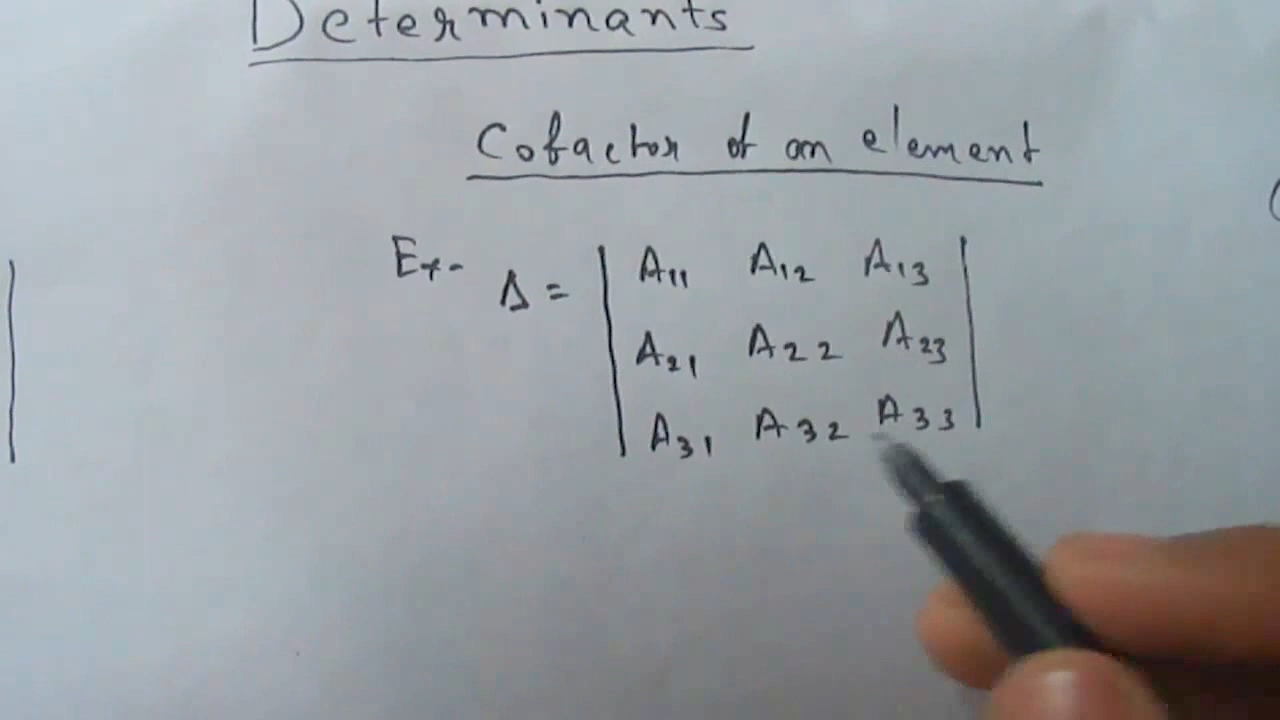 Determinants
Cofactor of an element
Ex- Δ = | A11 A12 A13 |
| A21 A22 A23 |
| A31 A32 A33 |